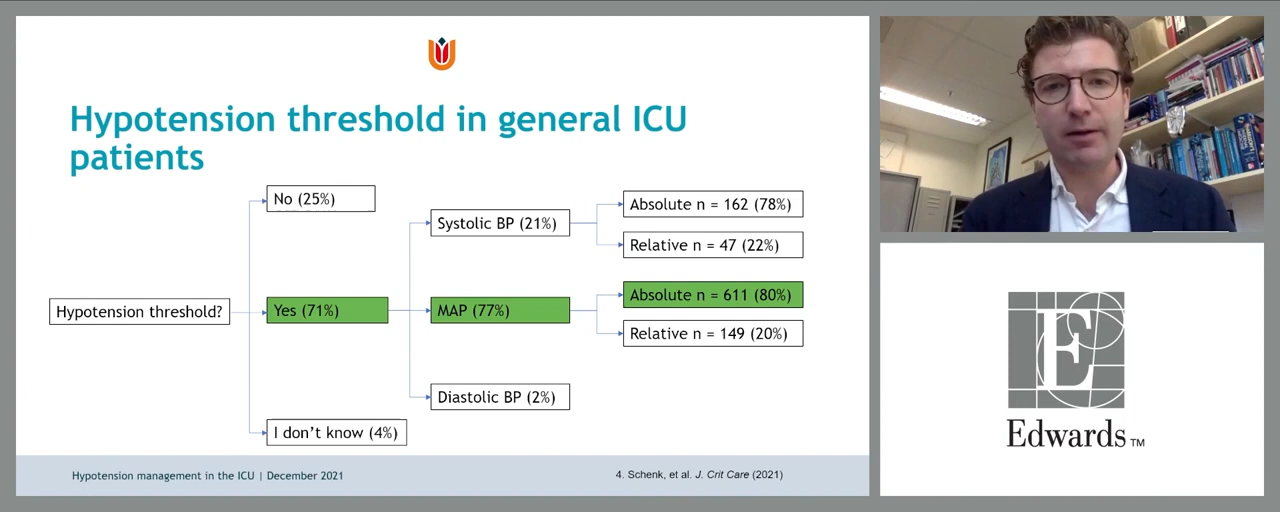 Hypotension threshold in general ICU
patients
No (25%)
Systolic BP (21%)
Absolute n = 162 (78%)
Relative n = 47 (22%)
Hypotension threshold?
Yes (71%)
MAP (77%)
Absolute n = 611 (80%)
Relative n = 149 (20%)
Diastolic BP (2%)
I don’t know (4%)
Hypotension management in the ICU | December 2021
4. Schenk, et al. J. Crit Care (2021)
E
Edwards TM